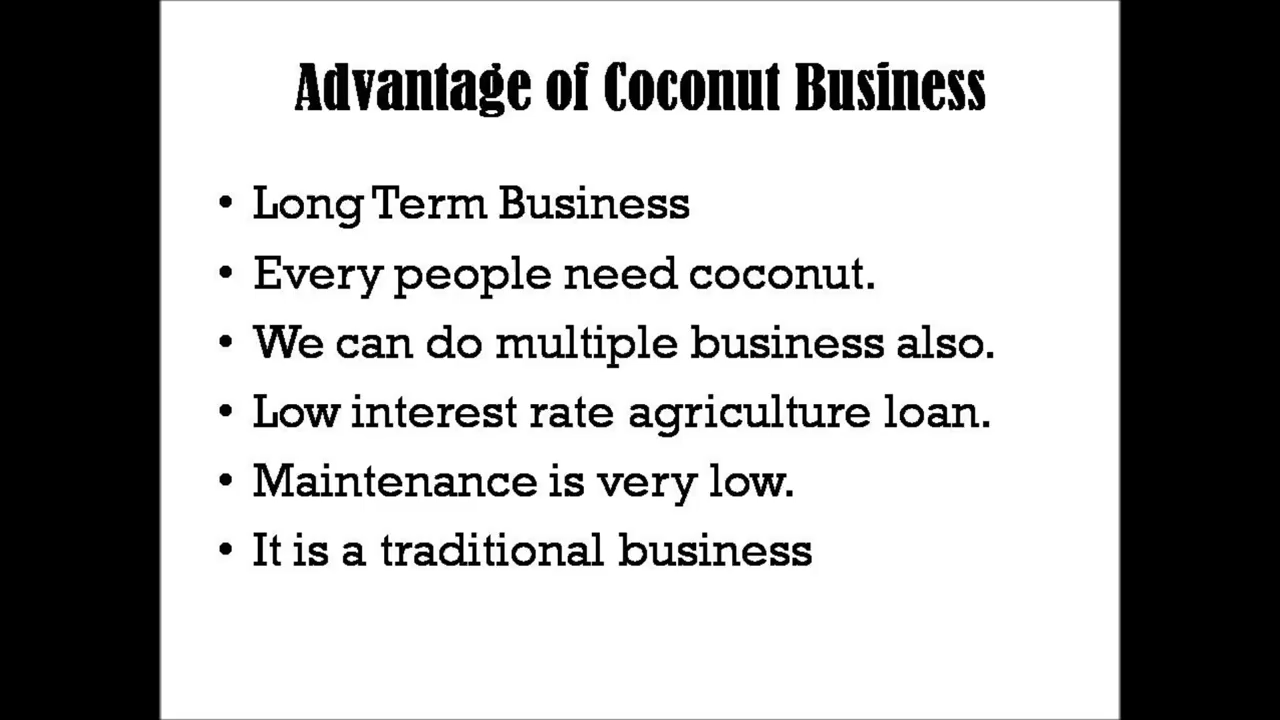 Advantage of Coconut Business
• Long Term Business
• Every people need coconut.
• We can do multiple business also.
• Low interest rate agriculture loan.
• Maintenance is very low.
• It is a traditional business